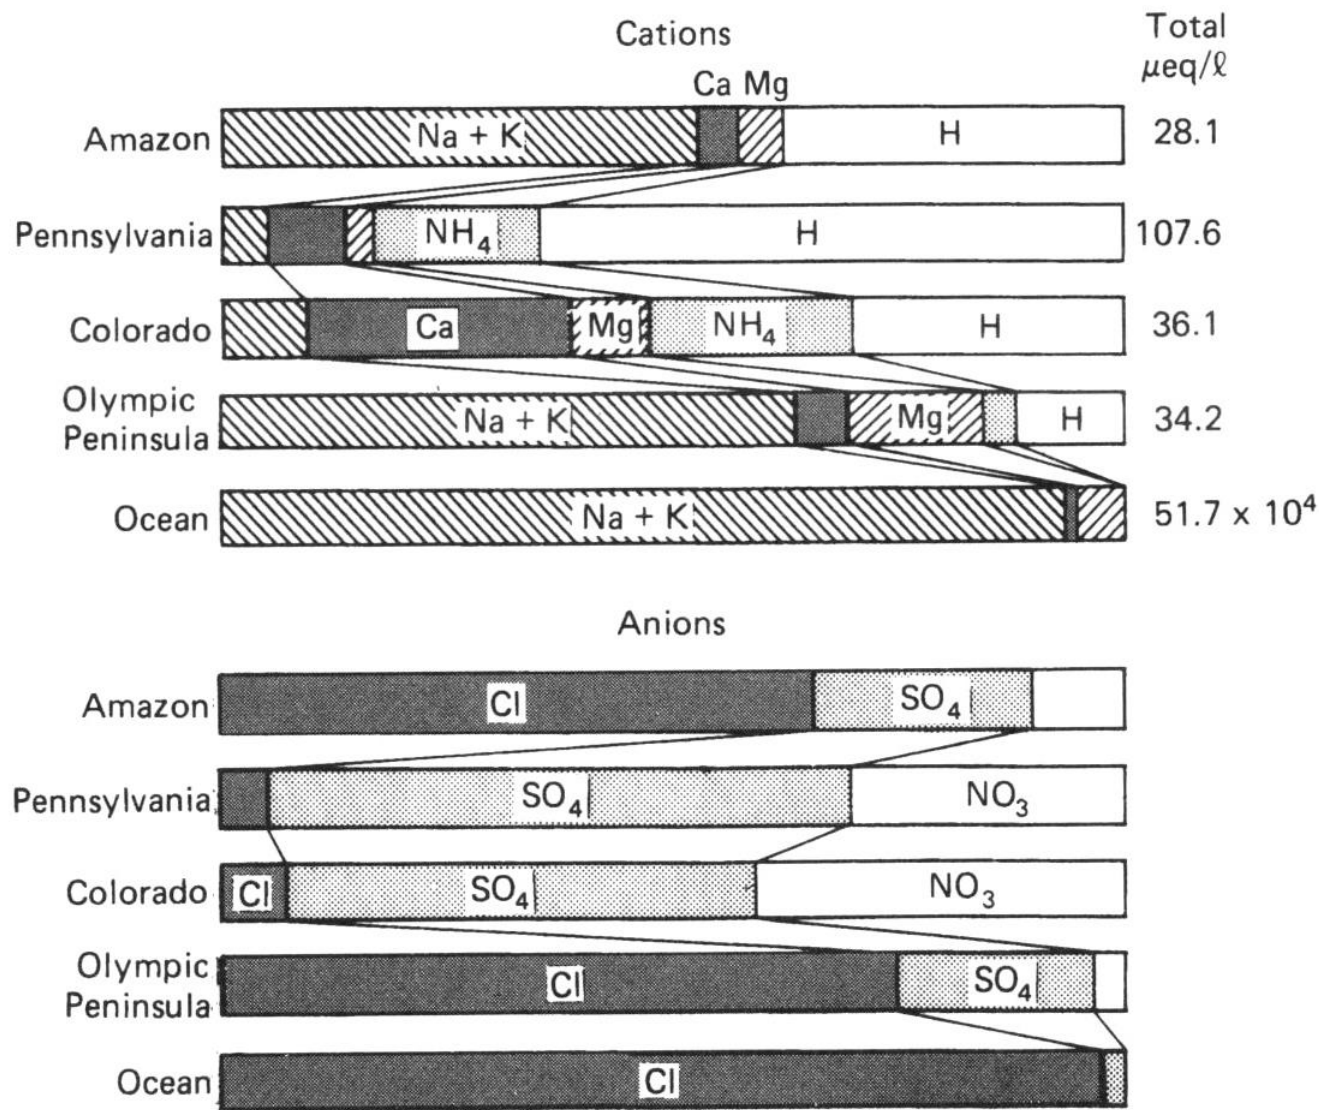 Cations
Total
μeq/ℓ
Ca Mg
Amazon
Na + K
H
28.1
Pennsylvania
NH₄
H
107.6
Colorado
Ca
Mg
NH₄
H
36.1
Olympic
Peninsula
Na + K
Mg
H
34.2
Ocean
Na + K
51.7 x 10⁴
Anions
Amazon
Cl
SO₄
Pennsylvania
SO₄
NO₃
Colorado
Cl
SO₄
NO₃
Olympic
Peninsula
Cl
SO₄
Ocean
Cl